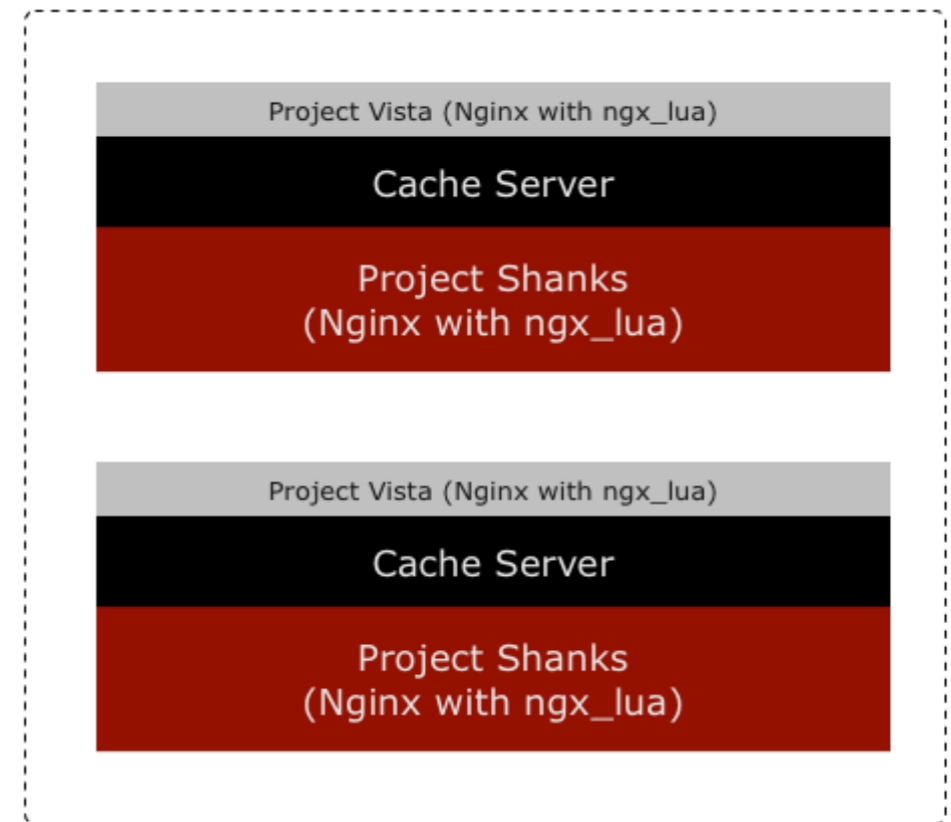 Project Vista (Nginx with ngx_lua)
Cache Server
Project Shanks
(Nginx with ngx_lua)
Project Vista (Nginx with ngx_lua)
Cache Server
Project Shanks
(Nginx with ngx_lua)